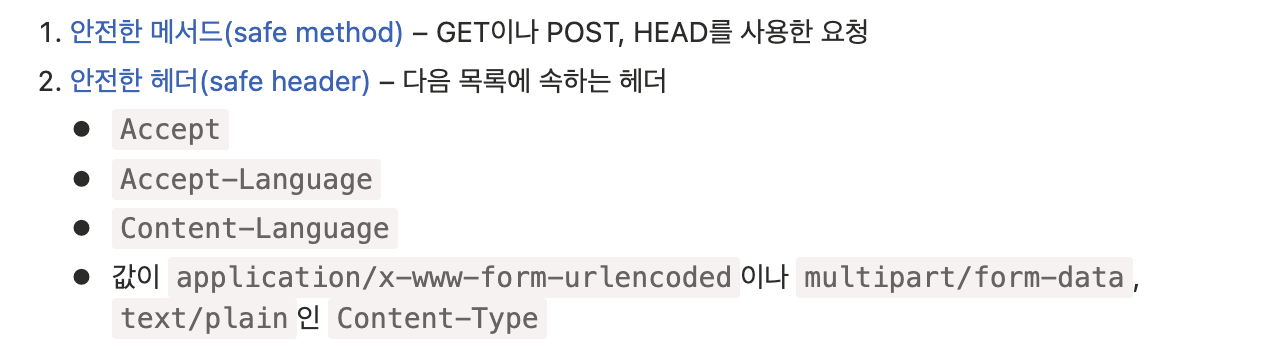 1. 안전한 메서드(safe method) – GET이나 POST, HEAD를 사용한 요청
2. 안전한 헤더(safe header) – 다음 목록에 속하는 헤더
● Accept
● Accept-Language
● Content-Language
● 값이 application/x-www-form-urlencoded이나 multipart/form-data,
text/plain인 Content-Type